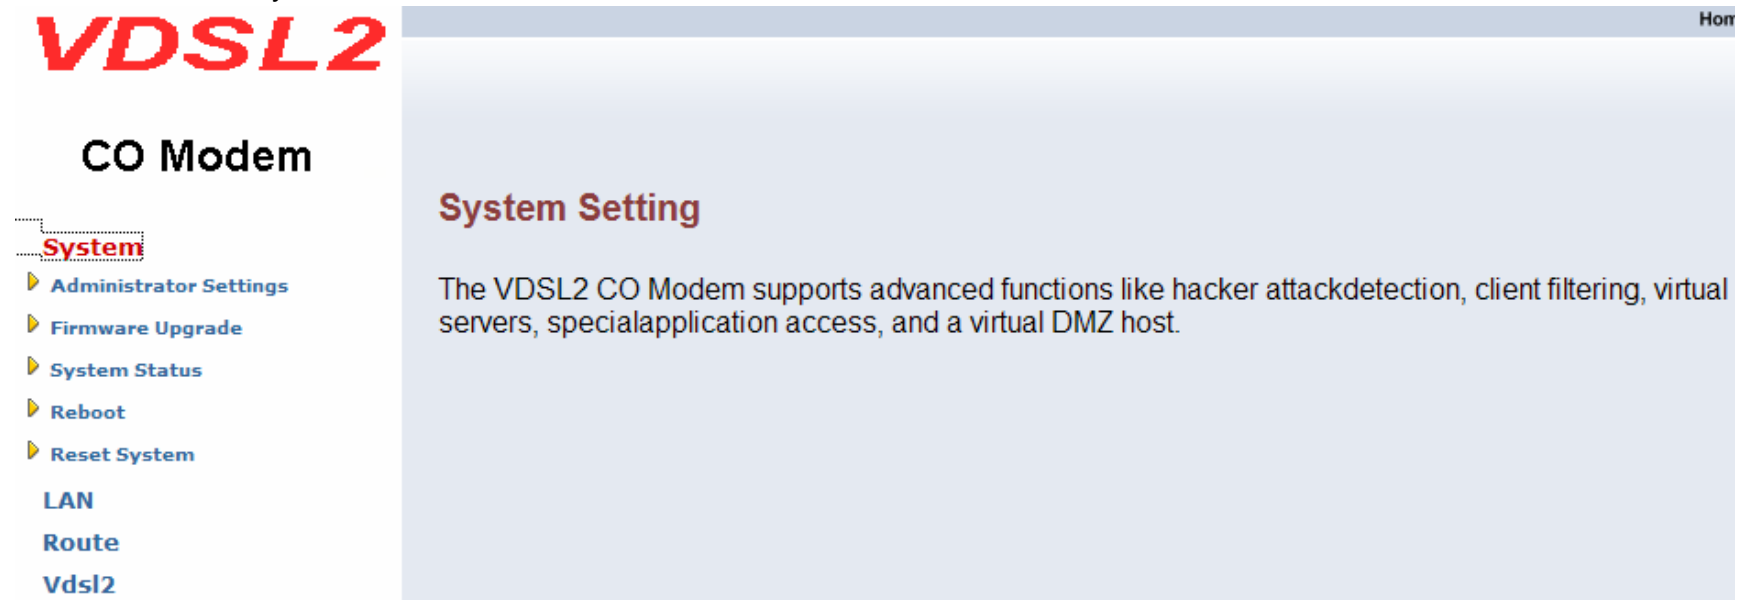 VDSL2
Hom
CO Modem
System Setting
System
Administrator Settings
The VDSL2 CO Modem supports advanced functions like hacker attackdetection, client filtering, virtual
servers, specialapplication access, and a virtual DMZ host.
Firmware Upgrade
System Status
Reboot
Reset System
LAN
Route
Vdsl2